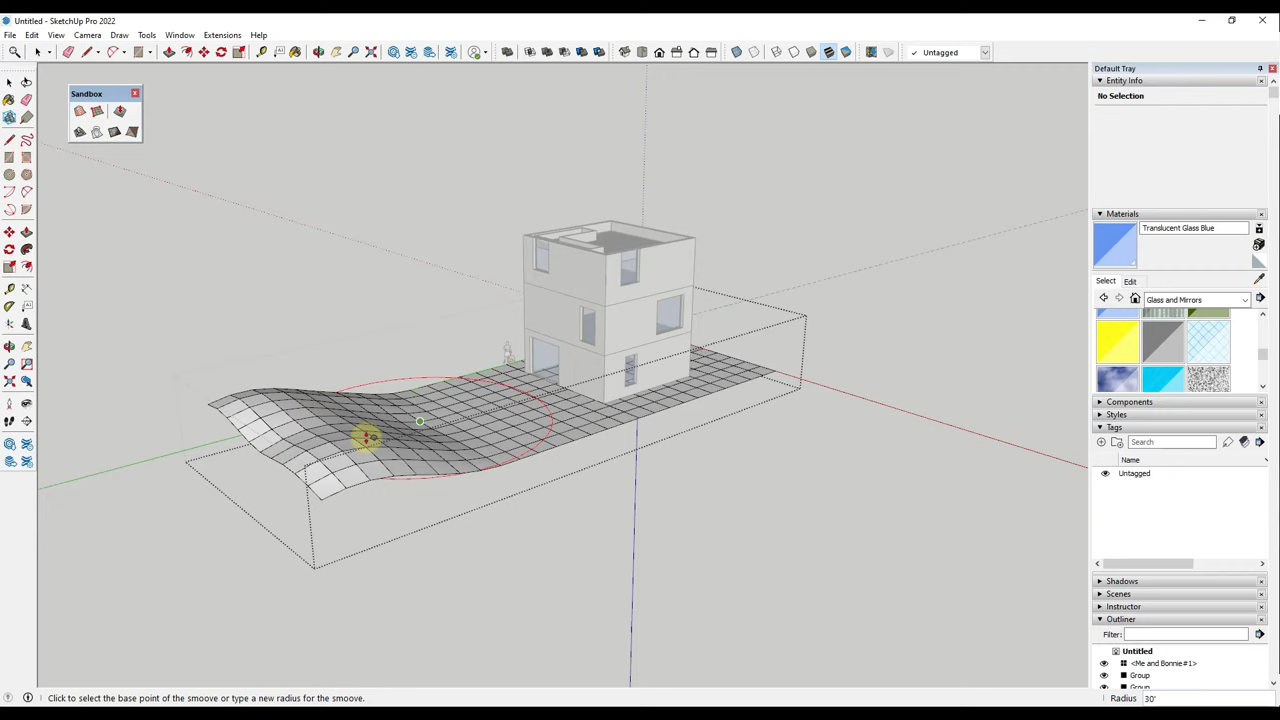 Untitled - SketchUp Pro 2022
File Edit View Camera Draw Tools Window Extensions Help
Untagged
Sandbox
Default Tray
Entity Info
No Selection
Materials
Translucent Glass Blue
Select Edit
Glass and Mirrors
Components
Styles
Tags
Search
Name
Untagged
Shadows
Scenes
Instructor
Outliner
Filter:
Untitled
<Me and Bonnie#1>
Group
Group
Click to select the base point of the smoove or type a new radius for the smoove.
Radius 30'